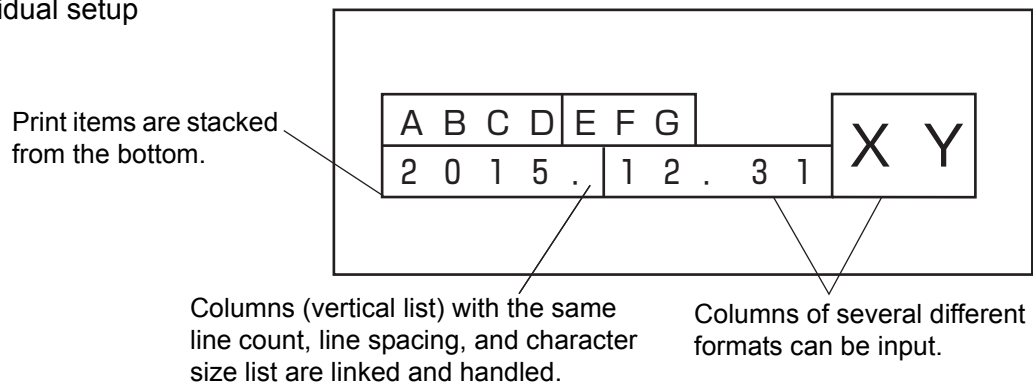 idual setup
Print items are stacked
from the bottom.
A B C D E F G
2 0 1 5 . 1 2 . 3 1
X Y
Columns (vertical list) with the same
line count, line spacing, and character
size list are linked and handled.
Columns of several different
formats can be input.